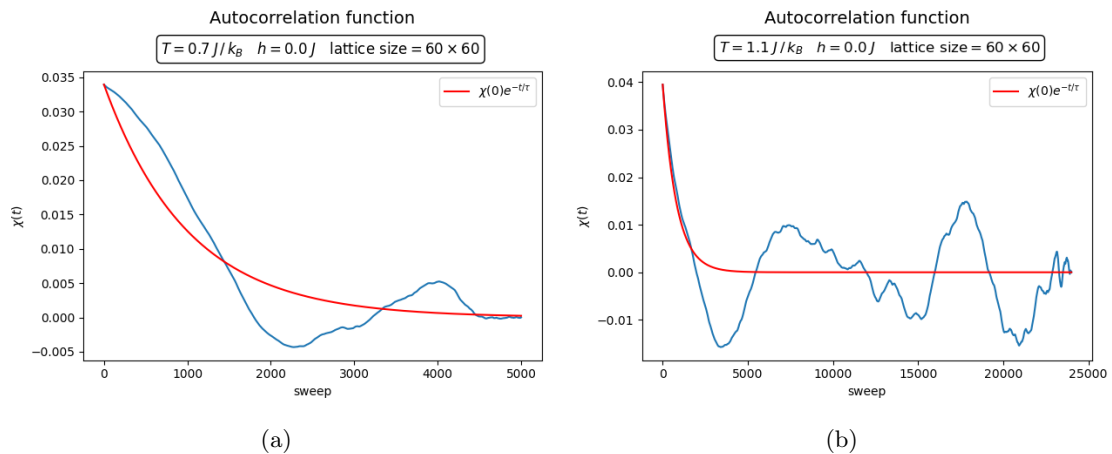 Autocorrelation function
T = 0.7 J / k_B h = 0.0 J lattice size = 60 × 60
χ(0)e^{−t/τ}
0.035
0.030
0.025
0.020
0.015
0.010
0.005
0.000
−0.005
χ(t)
0
1000
2000
3000
4000
5000
sweep
(a)
Autocorrelation function
T = 1.1 J / k_B h = 0.0 J lattice size = 60 × 60
χ(0)e^{−t/τ}
0.04
0.03
0.02
0.01
0.00
−0.01
χ(t)
0
5000
10000
15000
20000
25000
sweep
(b)